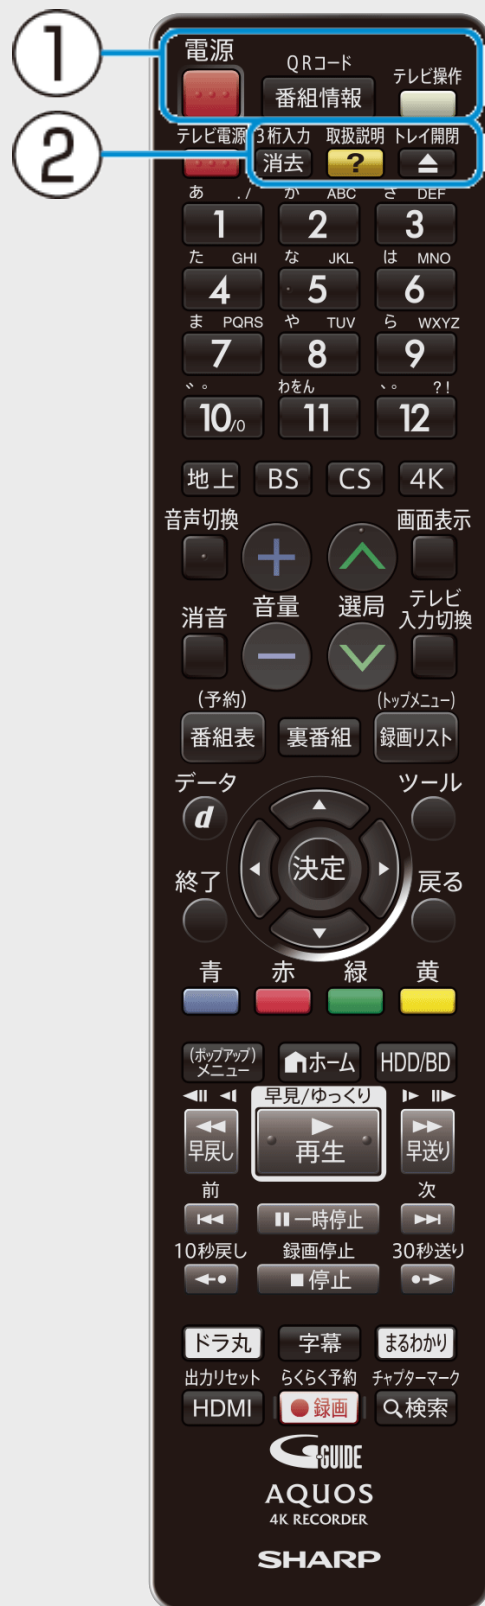 ①
電源 QRコード テレビ操作
番組情報
②
テレビ電源 3桁入力 取扱説明 トレイ開閉
消去 ? ⏏
あ ./ か ABC さ DEF
1 2 3
た GHI な JKL は MNO
4 5 6
ま PQRS や TUV ら WXYZ
7 8 9
゛゜ わをん 、。 ?!
10/0 11 12
地上 BS CS 4K
音声切換 画面表示
+
消音 音量 選局 テレビ
入力切換
−
(予約) (トップメニュー)
番組表 裏番組 録画リスト
データ ツール
d
決定
終了 戻る
青 赤 緑 黄
(ポップアップ)
メニュー ホーム HDD/BD
早見/ゆっくり
早戻し 再生 早送り
前 次
一時停止
10秒戻し 録画停止 30秒送り
停止
ドラ丸 字幕 まるわかり
出力リセット らくらく予約 チャプターマーク
HDMI 録画 検索
G-GUIDE
AQUOS
4K RECORDER
SHARP